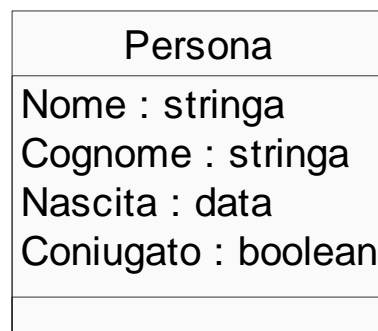 Persona
Nome : stringa
Cognome : stringa
Nascita : data
Coniugato : boolean